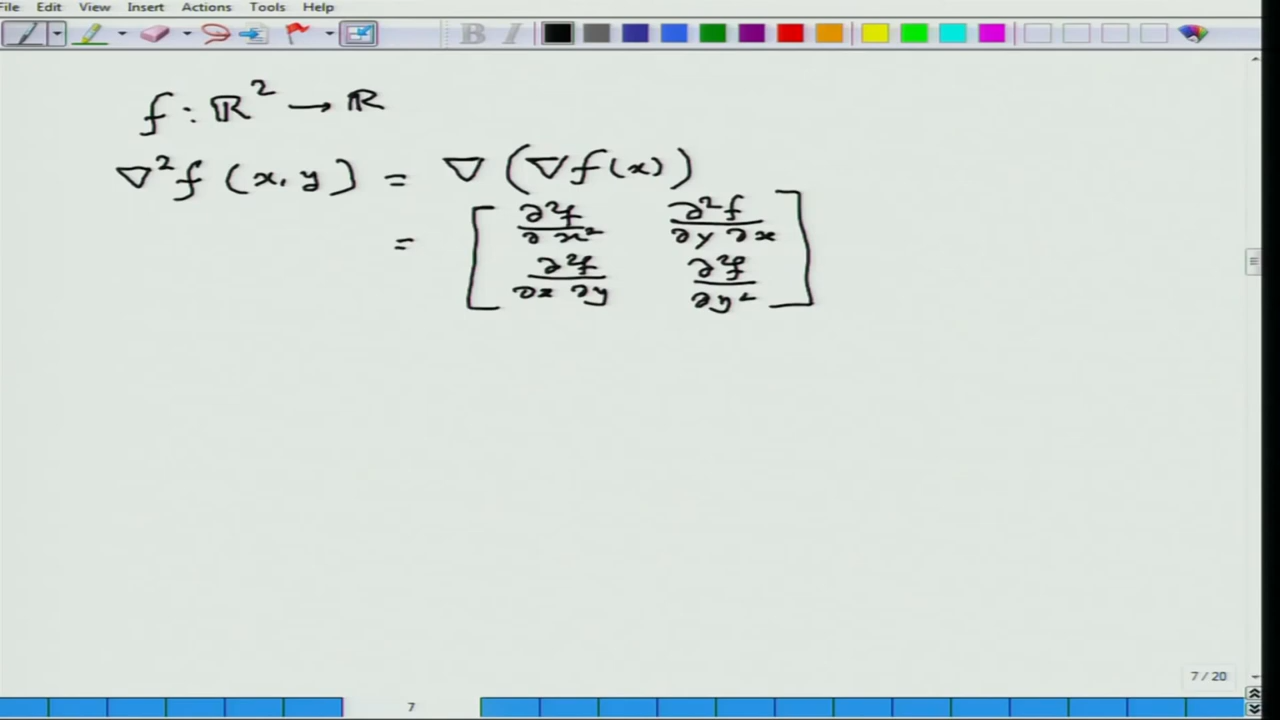 File Edit View Insert Actions Tools Help
B I
f : ℝ² → ℝ
∇²f (x, y) = ∇ (∇f(x))
= [ ∂²f/∂x² ∂²f/∂y ∂x
∂²f/∂x ∂y ∂²f/∂y² ]
7 / 20
7